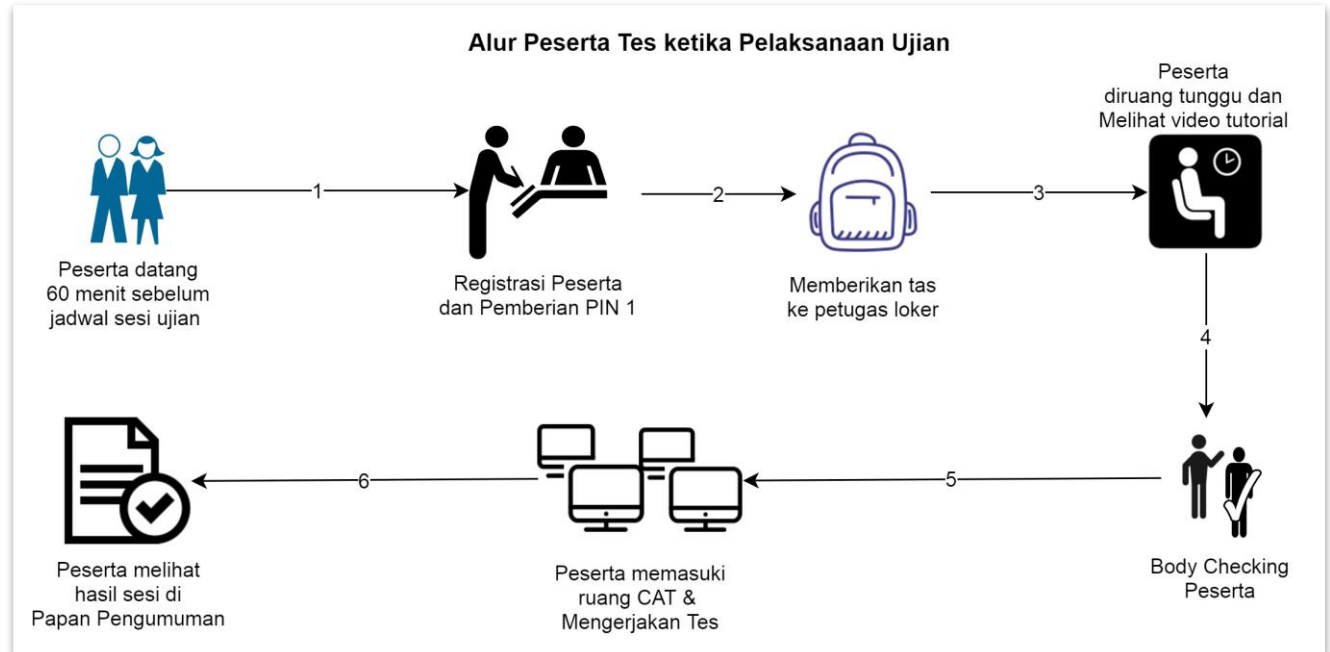 Alur Peserta Tes ketika Pelaksanaan Ujian
Peserta datang
60 menit sebelum
jadwal sesi ujian
1
Registrasi Peserta
dan Pemberian PIN 1
2
Memberikan tas
ke petugas loker
3
Peserta
diruang tunggu dan
Melihat video tutorial
4
Body Checking
Peserta
5
Peserta memasuki
ruang CAT &
Mengerjakan Tes
6
Peserta melihat
hasil sesi di
Papan Pengumuman